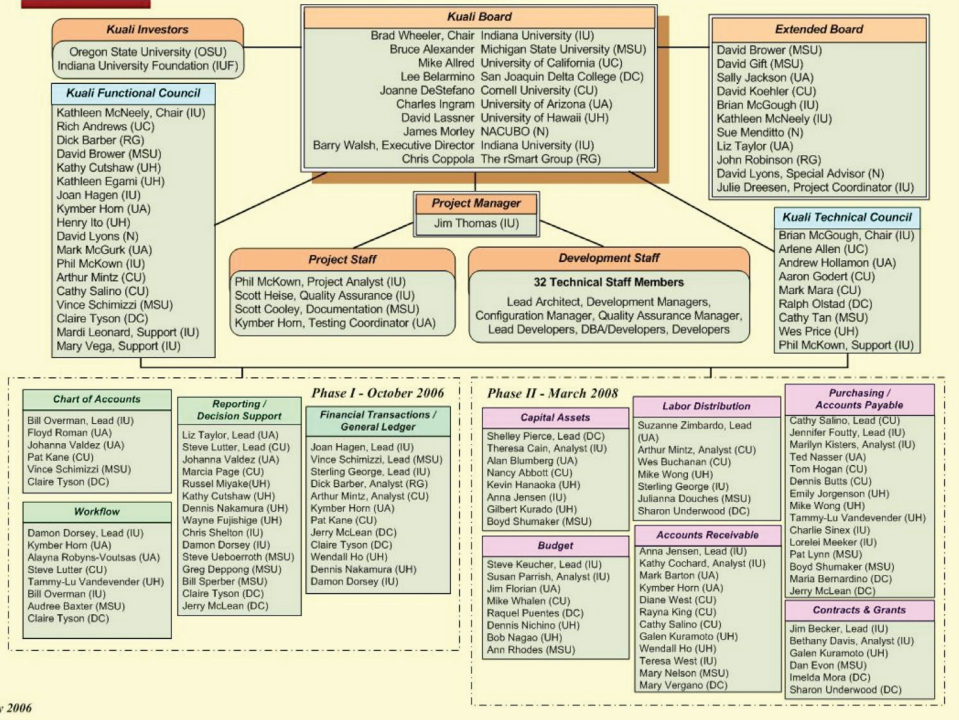 Kuali Investors
Oregon State University (OSU)
Indiana University Foundation (IUF)
Kuali Board
Brad Wheeler, Chair Indiana University (IU)
Bruce Alexander Michigan State University (MSU)
Mike Allred University of California (UC)
Lee Belarmino San Joaquin Delta College (DC)
Joanne DeStefano Cornell University (CU)
Charles Ingram University of Arizona (UA)
David Lassner University of Hawaii (UH)
James Morley NACUBO (N)
Barry Walsh, Executive Director Indiana University (IU)
Chris Coppola The rSmart Group (RG)
Extended Board
David Brower (MSU)
David Gift (MSU)
Sally Jackson (UA)
David Koehler (CU)
Brian McGough (IU)
Kathleen McNeely (IU)
Sue Menditto (N)
Liz Taylor (UA)
John Robinson (RG)
David Lyons, Special Advisor (N)
Julie Dreesen, Project Coordinator (IU)
Kuali Functional Council
Kathleen McNeely, Chair (IU)
Rich Andrews (UC)
Dick Barber (RG)
David Brower (MSU)
Kathy Cutshaw (UH)
Kathleen Egami (UH)
Joan Hagen (IU)
Kymber Horn (UA)
Henry Ito (UH)
David Lyons (N)
Mark McGurk (UA)
Phil McKown (IU)
Arthur Mintz (CU)
Cathy Salino (CU)
Vince Schimizzi (MSU)
Claire Tyson (DC)
Mardi Leonard, Support (IU)
Mary Vega, Support (IU)
Project Manager
Jim Thomas (IU)
Project Staff
Phil McKown, Project Analyst (IU)
Scott Heise, Quality Assurance (IU)
Scott Cooley, Documentation (MSU)
Kymber Horn, Testing Coordinator (UA)
Development Staff
32 Technical Staff Members
Lead Architect, Development Managers,
Configuration Manager, Quality Assurance Manager,
Lead Developers, DBA/Developers, Developers
Kuali Technical Council
Brian McGough, Chair (IU)
Arlene Allen (UC)
Andrew Hollamon (UA)
Aaron Godert (CU)
Mark Mara (CU)
Ralph Olstad (DC)
Cathy Tan (MSU)
Wes Price (UH)
Phil McKown, Support (IU)
Phase I - October 2006
Chart of Accounts
Bill Overman, Lead (IU)
Floyd Roman (UA)
Johanna Valdez (UA)
Pat Kane (CU)
Vince Schimizzi (MSU)
Claire Tyson (DC)
Workflow
Damon Dorsey, Lead (IU)
Kymber Horn (UA)
Alayna Robyns-Voutsas (UA)
Steve Lutter (CU)
Tammy-Lu Vandevender (UH)
Bill Overman (IU)
Audree Baxter (MSU)
Claire Tyson (DC)
Reporting /
Decision Support
Liz Taylor, Lead (UA)
Steve Lutter, Lead (CU)
Johanna Valdez (UA)
Marcia Page (CU)
Russel Miyake(UH)
Kathy Cutshaw (UH)
Dennis Nakamura (UH)
Wayne Fujishige (UH)
Chris Shelton (IU)
Damon Dorsey (IU)
Steve Ueboerroth (MSU)
Greg Deppong (MSU)
Bill Sperber (MSU)
Claire Tyson (DC)
Jerry McLean (DC)
Financial Transactions /
General Ledger
Joan Hagen, Lead (IU)
Vince Schimizzi, Lead (MSU)
Sterling George, Lead (IU)
Dick Barber, Analyst (RG)
Arthur Mintz, Analyst (CU)
Kymber Horn (UA)
Pat Kane (CU)
Jerry McLean (DC)
Claire Tyson (DC)
Wendall Ho (UH)
Dennis Nakamura (UH)
Damon Dorsey (IU)
Phase II - March 2008
Capital Assets
Shelley Pierce, Lead (DC)
Theresa Cain, Analyst (IU)
Alan Blumberg (UA)
Nancy Abbott (CU)
Kevin Hanaoka (UH)
Anna Jensen (IU)
Gilbert Kurado (UH)
Boyd Shumaker (MSU)
Budget
Steve Keucher, Lead (IU)
Susan Parrish, Analyst (IU)
Jim Florian (UA)
Mike Whalen (CU)
Raquel Puentes (DC)
Dennis Nichino (UH)
Bob Nagao (UH)
Ann Rhodes (MSU)
Labor Distribution
Suzanne Zimbardo, Lead
(UA)
Arthur Mintz, Analyst (CU)
Wes Buchanan (CU)
Mike Wong (UH)
Sterling George (IU)
Julianna Douches (MSU)
Sharon Underwood (DC)
Accounts Receivable
Anna Jensen, Lead (IU)
Kathy Cochard, Analyst (IU)
Mark Barton (UA)
Kymber Horn (UA)
Diane West (CU)
Rayna King (CU)
Cathy Salino (CU)
Galen Kuramoto (UH)
Wendall Ho (UH)
Teresa West (IU)
Mary Nelson (MSU)
Mary Vergano (DC)
Purchasing /
Accounts Payable
Cathy Salino, Lead (CU)
Jennifer Foutty, Lead (IU)
Marilyn Kisters, Analyst (IU)
Ted Nasser (UA)
Tom Hogan (CU)
Dennis Butts (CU)
Emily Jorgenson (UH)
Mike Wong (UH)
Tammy-Lu Vandevender (UH)
Charlie Sinex (IU)
Lorelei Meeker (IU)
Pat Lynn (MSU)
Boyd Shumaker (MSU)
Maria Bernardino (DC)
Jerry McLean (DC)
Contracts & Grants
Jim Becker, Lead (IU)
Bethany Davis, Analyst (IU)
Galen Kuramoto (UH)
Dan Evon (MSU)
Imelda Mora (DC)
Sharon Underwood (DC)
2006